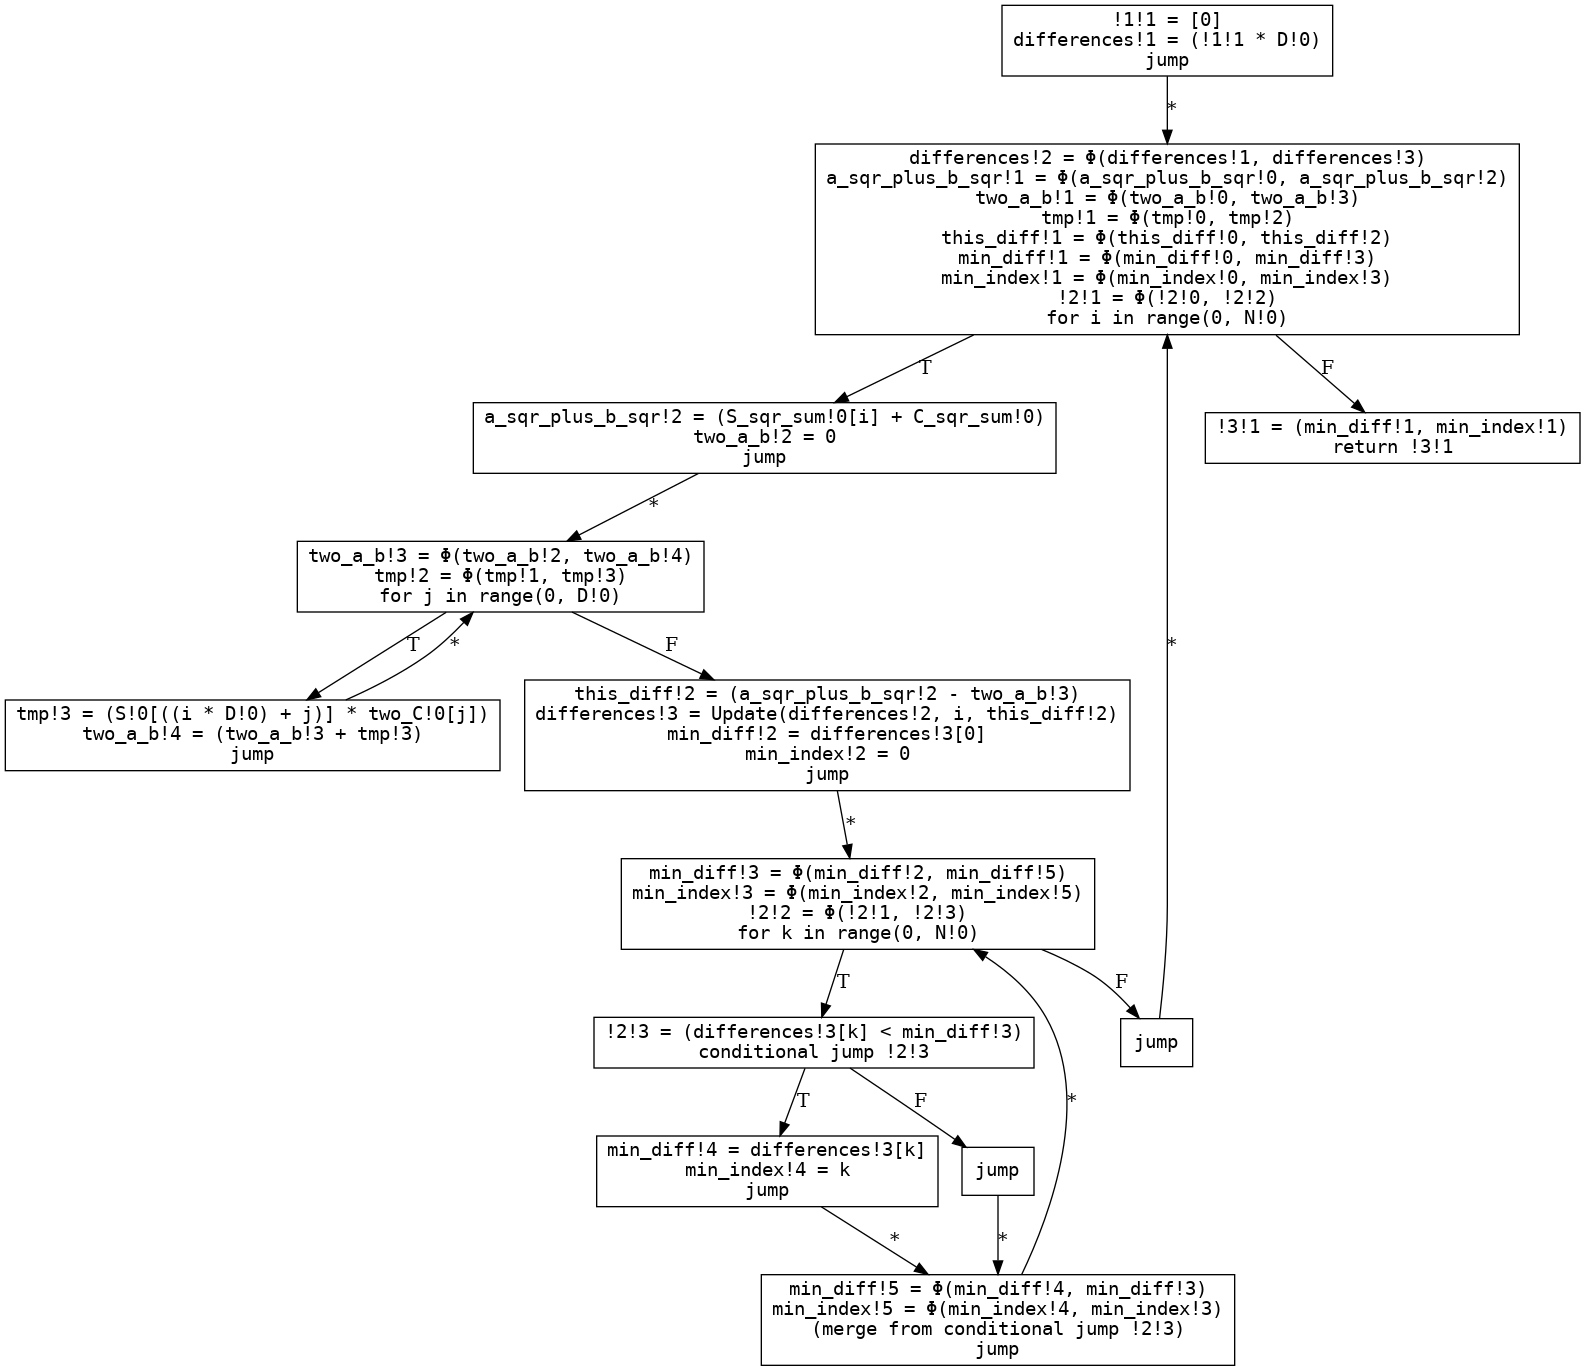 !1!1 = [0]
differences!1 = (!1!1 * D!0)
jump
*
differences!2 = Φ(differences!1, differences!3)
a_sqr_plus_b_sqr!1 = Φ(a_sqr_plus_b_sqr!0, a_sqr_plus_b_sqr!2)
two_a_b!1 = Φ(two_a_b!0, two_a_b!3)
tmp!1 = Φ(tmp!0, tmp!2)
this_diff!1 = Φ(this_diff!0, this_diff!2)
min_diff!1 = Φ(min_diff!0, min_diff!3)
min_index!1 = Φ(min_index!0, min_index!3)
!2!1 = Φ(!2!0, !2!2)
for i in range(0, N!0)
T
F
a_sqr_plus_b_sqr!2 = (S_sqr_sum!0[i] + C_sqr_sum!0)
two_a_b!2 = 0
jump
!3!1 = (min_diff!1, min_index!1)
return !3!1
*
two_a_b!3 = Φ(two_a_b!2, two_a_b!4)
tmp!2 = Φ(tmp!1, tmp!3)
for j in range(0, D!0)
T
*
F
*
tmp!3 = (S!0[((i * D!0) + j)] * two_C!0[j])
two_a_b!4 = (two_a_b!3 + tmp!3)
jump
this_diff!2 = (a_sqr_plus_b_sqr!2 - two_a_b!3)
differences!3 = Update(differences!2, i, this_diff!2)
min_diff!2 = differences!3[0]
min_index!2 = 0
jump
*
min_diff!3 = Φ(min_diff!2, min_diff!5)
min_index!3 = Φ(min_index!2, min_index!5)
!2!2 = Φ(!2!1, !2!3)
for k in range(0, N!0)
T
F
!2!3 = (differences!3[k] < min_diff!3)
conditional jump !2!3
jump
T
F
*
min_diff!4 = differences!3[k]
min_index!4 = k
jump
jump
*
*
min_diff!5 = Φ(min_diff!4, min_diff!3)
min_index!5 = Φ(min_index!4, min_index!3)
(merge from conditional jump !2!3)
jump